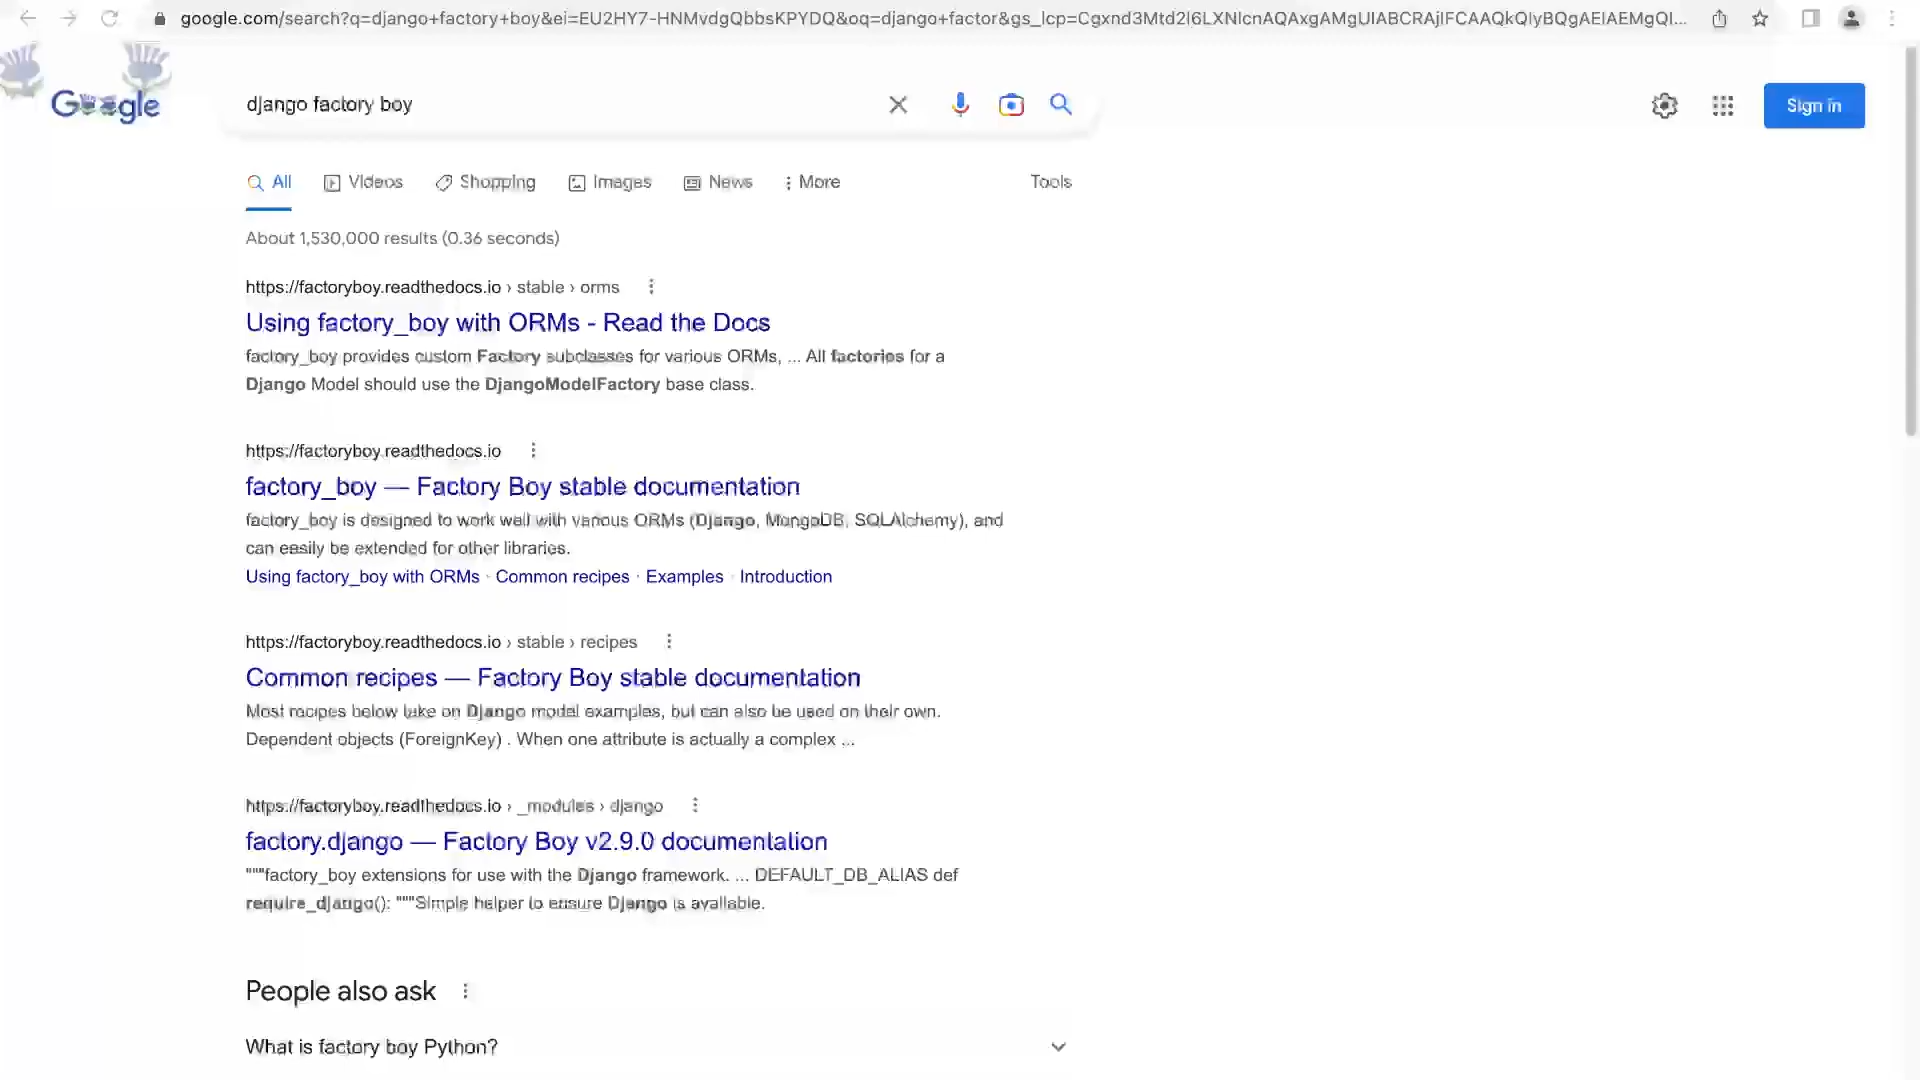 google.com/search?q=django+factory+boy&ei=EU2HY7-HNMvdgQbbsKPYDQ&oq=django+factor&gs_lcp=Cgxnd3Mtd2l6LXNlcnAQAxgAMgUIABCRAjIFCAAQkQIyBQgAEIAEMgQI...
Google
django factory boy
Sign in
All Videos Shopping Images News More Tools
About 1,530,000 results (0.36 seconds)
https://factoryboy.readthedocs.io › stable › orms
Using factory_boy with ORMs - Read the Docs
factory_boy provides custom Factory subclasses for various ORMs, ... All factories for a
Django Model should use the DjangoModelFactory base class.
https://factoryboy.readthedocs.io
factory_boy — Factory Boy stable documentation
factory_boy is designed to work well with various ORMs (Django, MongoDB, SQLAlchemy), and
can easily be extended for other libraries.
Using factory_boy with ORMs · Common recipes · Examples · Introduction
https://factoryboy.readthedocs.io › stable › recipes
Common recipes — Factory Boy stable documentation
Most recipes below take on Django model examples, but can also be used on their own.
Dependent objects (ForeignKey) . When one attribute is actually a complex ...
https://factoryboy.readthedocs.io › _modules › django
factory.django — Factory Boy v2.9.0 documentation
"""factory_boy extensions for use with the Django framework. ... DEFAULT_DB_ALIAS def
require_django(): """Simple helper to ensure Django is available.
People also ask
What is factory boy Python?